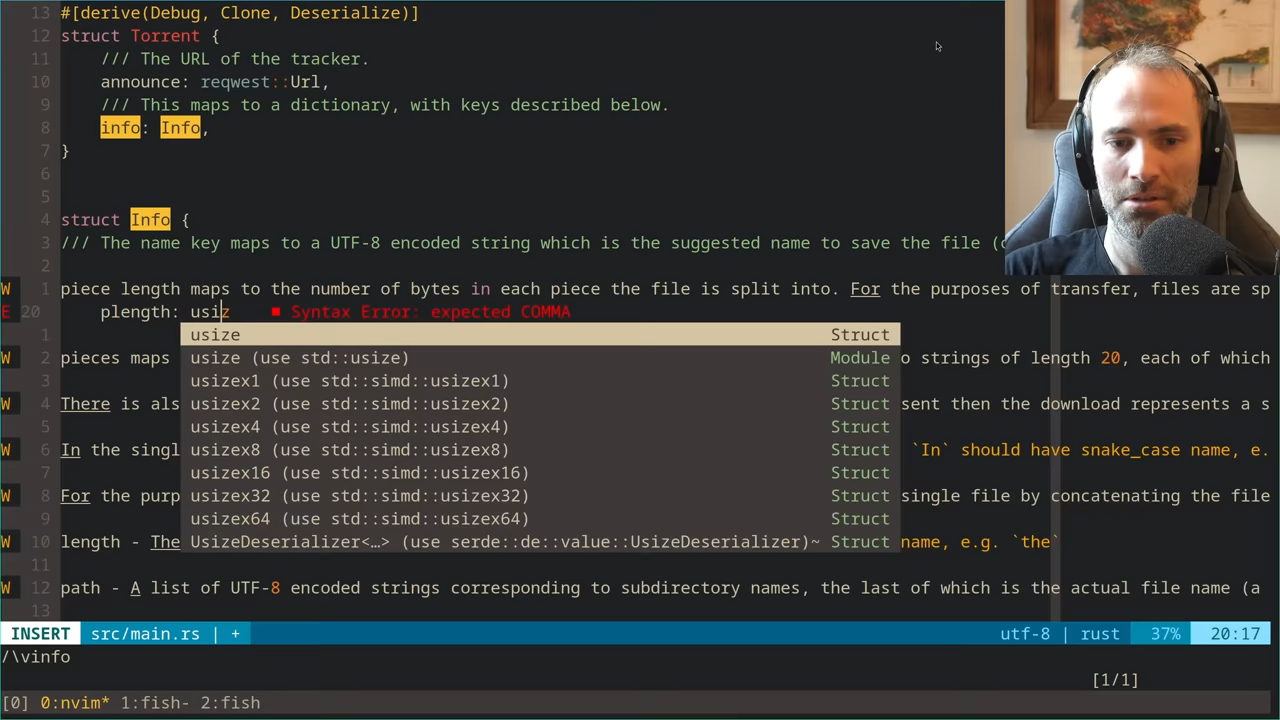 13 #[derive(Debug, Clone, Deserialize)]
12 struct Torrent {
11 /// The URL of the tracker.
10 announce: reqwest::Url,
9 /// This maps to a dictionary, with keys described below.
8 info: Info,
7 }
6
5
4 struct Info {
3 /// The name key maps to a UTF-8 encoded string which is the suggested name to save the file (
2
W 1 piece length maps to the number of bytes in each piece the file is split into. For the purposes of transfer, files are sp
E 20 plength: usiz ■ Syntax Error: expected COMMA
1 usize Struct
W 2 pieces maps usize (use std::usize) Module o strings of length 20, each of which
3 usizex1 (use std::simd::usizex1) Struct
W 4 There is als usizex2 (use std::simd::usizex2) Struct sent then the download represents a s
5 usizex4 (use std::simd::usizex4) Struct
W 6 In the singl usizex8 (use std::simd::usizex8) Struct `In` should have snake_case name, e.
7 usizex16 (use std::simd::usizex16) Struct
W 8 For the purp usizex32 (use std::simd::usizex32) Struct single file by concatenating the file
9 usizex64 (use std::simd::usizex64) Struct
W 10 length - The UsizeDeserializer<…> (use serde::de::value::UsizeDeserializer)~ Struct name, e.g. `the`
11
W 12 path - A list of UTF-8 encoded strings corresponding to subdirectory names, the last of which is the actual file name (a
13
INSERT src/main.rs | + utf-8 | rust 37% 20:17
/\vinfo
[1/1]
[0] 0:nvim* 1:fish- 2:fish